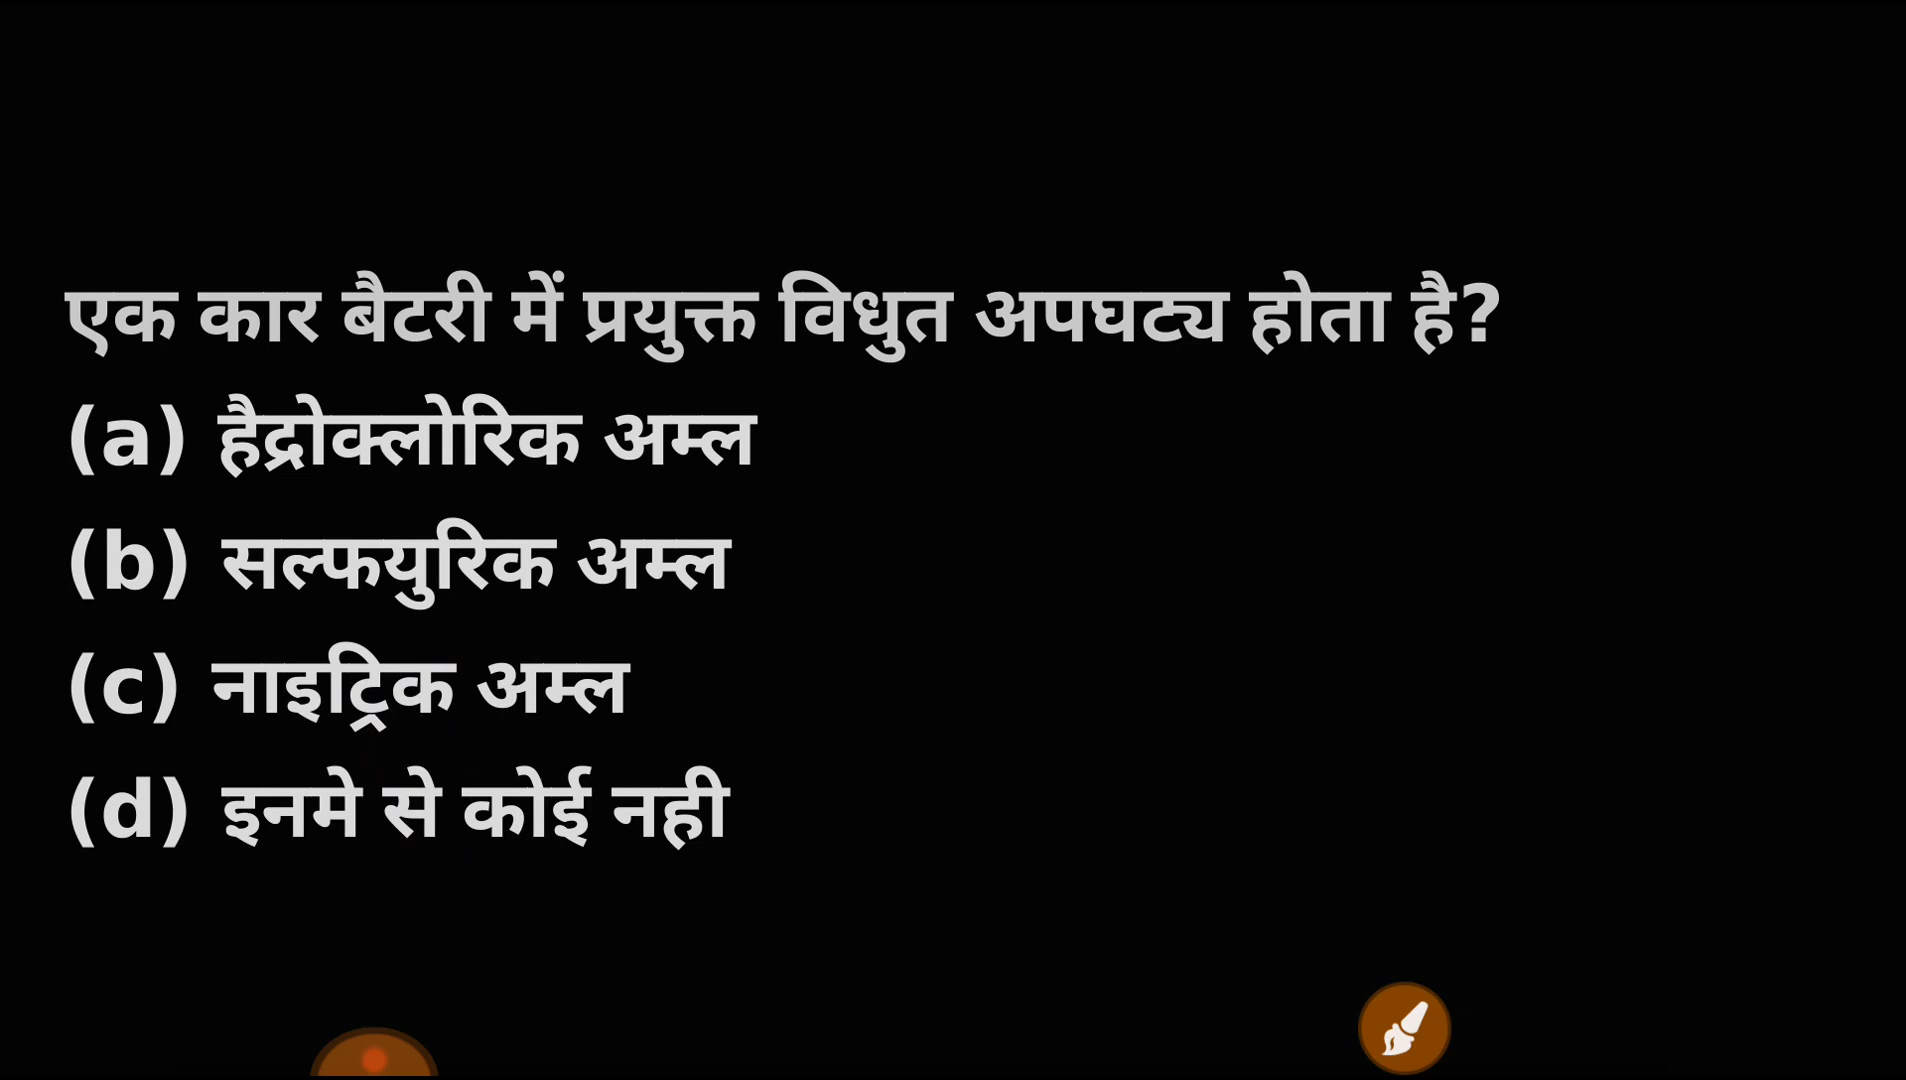 एक कार बैटरी में प्रयुक्त विधुत अपघट्य होता है?
(a) हैद्रोक्लोरिक अम्ल
(b) सल्फयुरिक अम्ल
(c) नाइट्रिक अम्ल
(d) इनमे से कोई नही